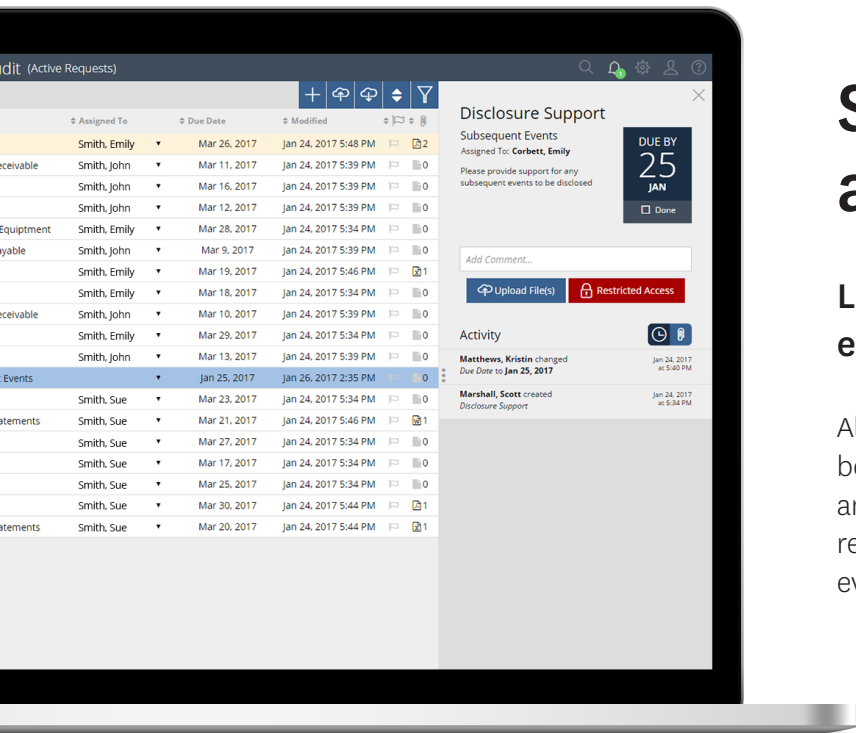 udit (Active Requests)
1
Assigned To Due Date Modified
Smith, Emily Mar 26, 2017 Jan 24, 2017 5:48 PM 2
eceivable Smith, John Mar 11, 2017 Jan 24, 2017 5:39 PM 0
Smith, John Mar 16, 2017 Jan 24, 2017 5:39 PM 0
Smith, John Mar 12, 2017 Jan 24, 2017 5:39 PM 0
Equiptment Smith, Emily Mar 28, 2017 Jan 24, 2017 5:34 PM 0
ayable Smith, John Mar 9, 2017 Jan 24, 2017 5:39 PM 0
Smith, Emily Mar 19, 2017 Jan 24, 2017 5:46 PM 1
Smith, Emily Mar 18, 2017 Jan 24, 2017 5:34 PM 0
eceivable Smith, John Mar 10, 2017 Jan 24, 2017 5:39 PM 0
Smith, Emily Mar 29, 2017 Jan 24, 2017 5:34 PM 0
Smith, John Mar 13, 2017 Jan 24, 2017 5:39 PM 0
t Events Jan 25, 2017 Jan 26, 2017 2:35 PM 0
Smith, Sue Mar 23, 2017 Jan 24, 2017 5:34 PM 0
atements Smith, Sue Mar 21, 2017 Jan 24, 2017 5:46 PM 1
Smith, Sue Mar 27, 2017 Jan 24, 2017 5:34 PM 0
Smith, Sue Mar 17, 2017 Jan 24, 2017 5:34 PM 0
Smith, Sue Mar 25, 2017 Jan 24, 2017 5:34 PM 0
Smith, Sue Mar 30, 2017 Jan 24, 2017 5:44 PM 1
atements Smith, Sue Mar 20, 2017 Jan 24, 2017 5:44 PM 1
Disclosure Support
Subsequent Events
Assigned To: Corbett, Emily
Please provide support for any
subsequent events to be disclosed
DUE BY
25
JAN
Done
Add Comment...
Upload File(s) Restricted Access
Activity
Matthews, Kristin changed Jan 24, 2017
Due Date to Jan 25, 2017 at 5:40 PM
Marshall, Scott created Jan 24, 2017
Disclosure Support at 5:34 PM
S
a
L
e
Al
be
an
re
ev